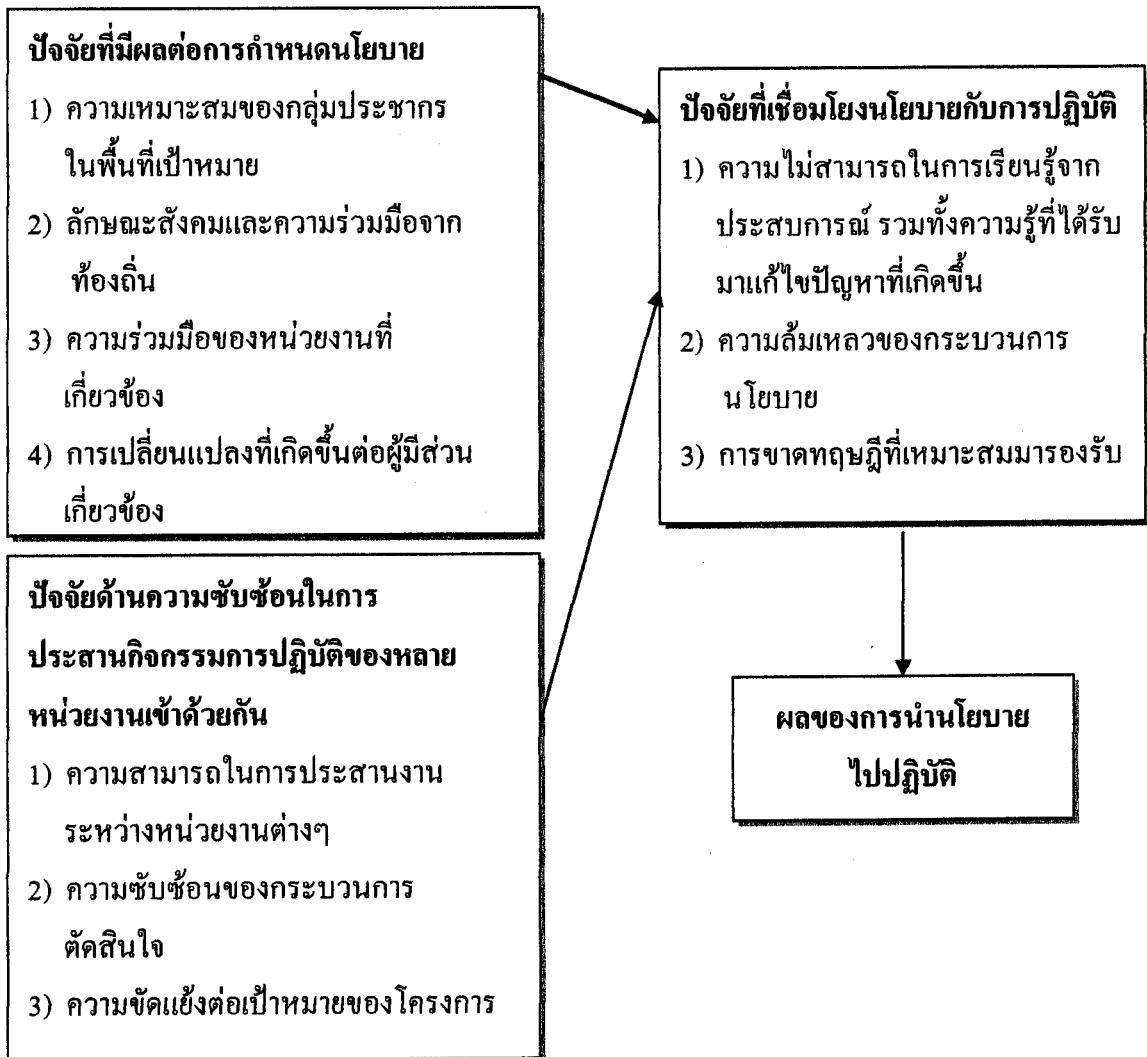 ปัจจัยที่มีผลต่อการกำหนดนโยบาย
1) ความเหมาะสมของกลุ่มประชากร
ในพื้นที่เป้าหมาย
2) ลักษณะสังคมและความร่วมมือจาก
ท้องถิ่น
3) ความร่วมมือของหน่วยงานที่
เกี่ยวข้อง
4) การเปลี่ยนแปลงที่เกิดขึ้นต่อผู้มีส่วน
เกี่ยวข้อง
ปัจจัยด้านความซับซ้อนในการ
ประสานกิจกรรมการปฏิบัติของหลาย
หน่วยงานเข้าด้วยกัน
1) ความสามารถในการประสานงาน
ระหว่างหน่วยงานต่างๆ
2) ความซับซ้อนของกระบวนการ
ตัดสินใจ
3) ความขัดแย้งต่อเป้าหมายของโครงการ
ปัจจัยที่เชื่อมโยงนโยบายกับการปฏิบัติ
1) ความไม่สามารถในการเรียนรู้จาก
ประสบการณ์ รวมทั้งความรู้ที่ได้รับ
มาแก้ไขปัญหาที่เกิดขึ้น
2) ความล้มเหลวของกระบวนการ
นโยบาย
3) การขาดทฤษฎีที่เหมาะสมมารองรับ
ผลของการนำนโยบาย
ไปปฏิบัติ